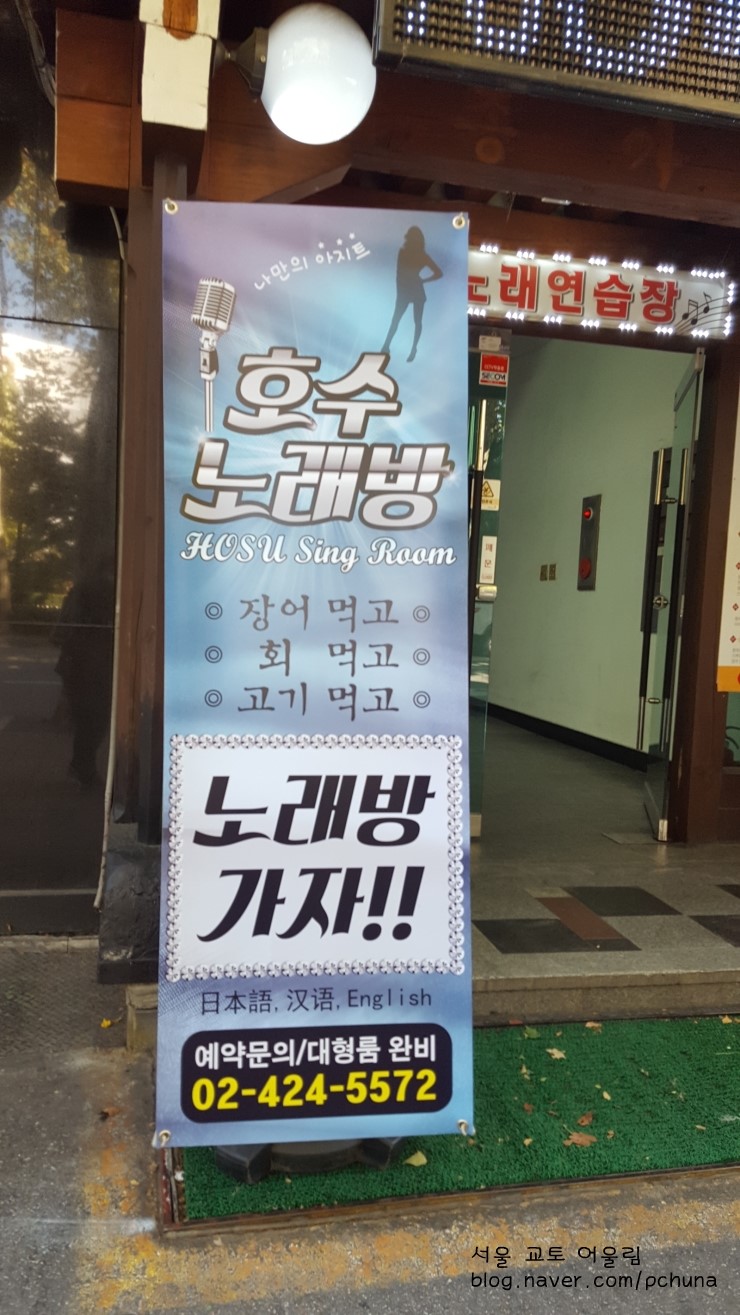 나만의 아지트
호수
노래방
HOSU Sing Room
◎ 장어 먹고 ◎
◎ 회 먹고 ◎
◎ 고기 먹고 ◎
노래방
가자!!
日本語, 汉语, English
예약문의/대형룸 완비
02-424-5572
노래연습장
SECOM
서울 교토 어울림
blog.naver.com/pchuna